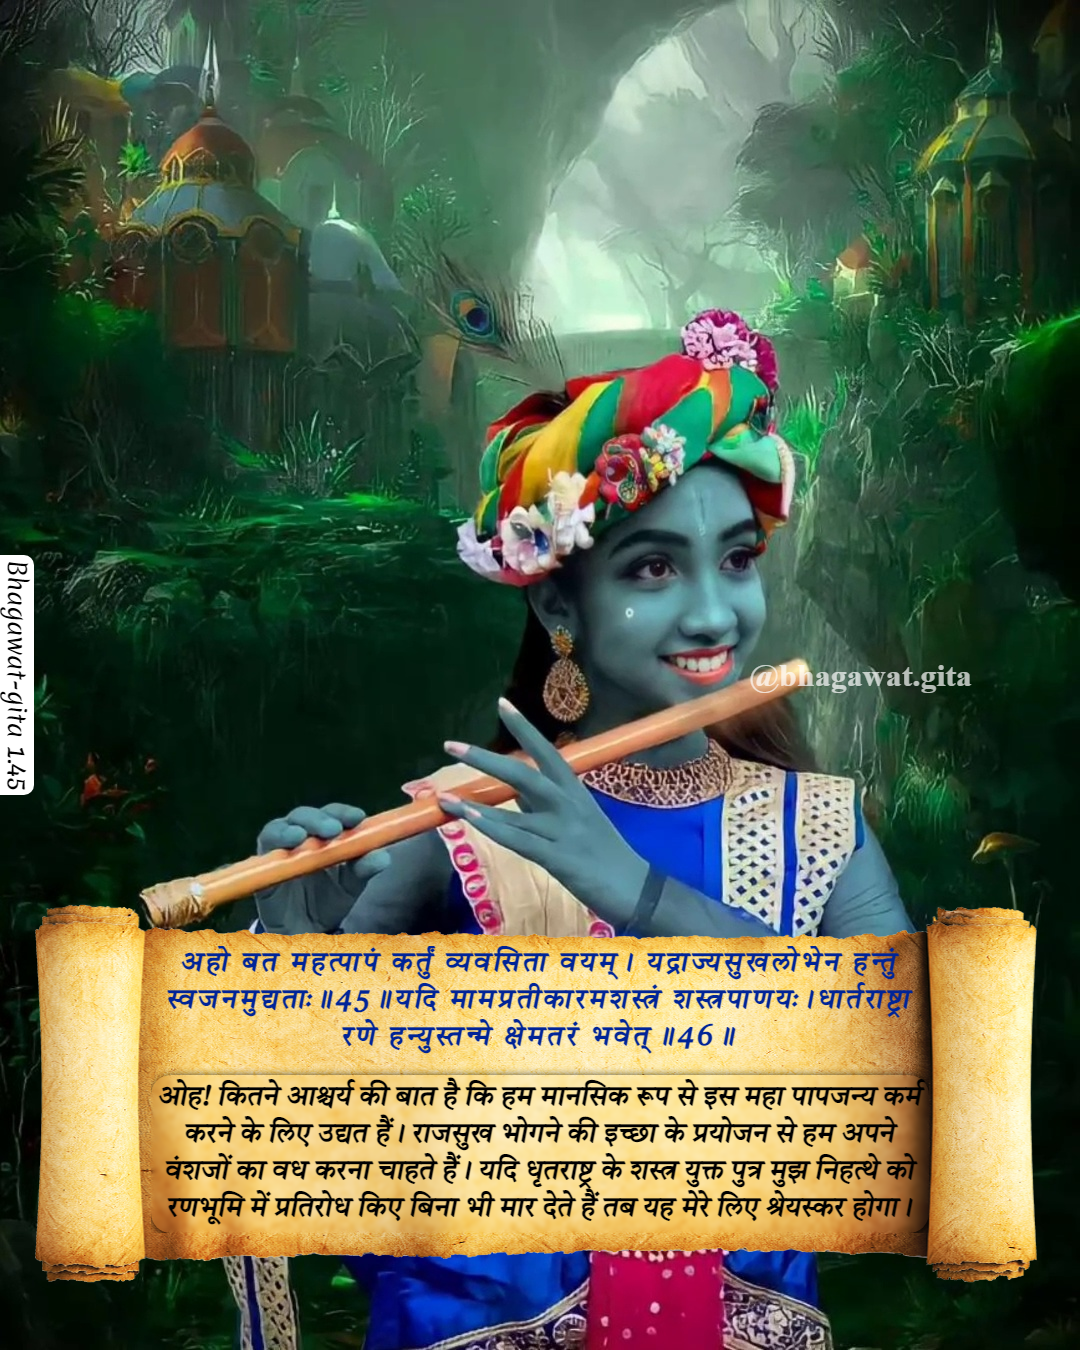 @bhagawat.gita
Bhagawat-gita 1.45
अहो बत महत्पापं कर्तुं व्यवसिता वयम्। यद्राज्यसुखलोभेन हन्तुं
स्वजनमुद्यताः॥45॥यदि मामप्रतीकारमशस्त्रं शस्त्रपाणयः।धार्तराष्ट्रा
रणे हन्युस्तन्मे क्षेमतरं भवेत्॥46॥
ओह! कितने आश्चर्य की बात है कि हम मानसिक रूप से इस महा पापजन्य कर्म
करने के लिए उद्यत हैं। राजसुख भोगने की इच्छा के प्रयोजन से हम अपने
वंशजों का वध करना चाहते हैं। यदि धृतराष्ट्र के शस्त्र युक्त पुत्र मुझ निहत्थे को
रणभूमि में प्रतिरोध किए बिना भी मार देते हैं तब यह मेरे लिए श्रेयस्कर होगा।